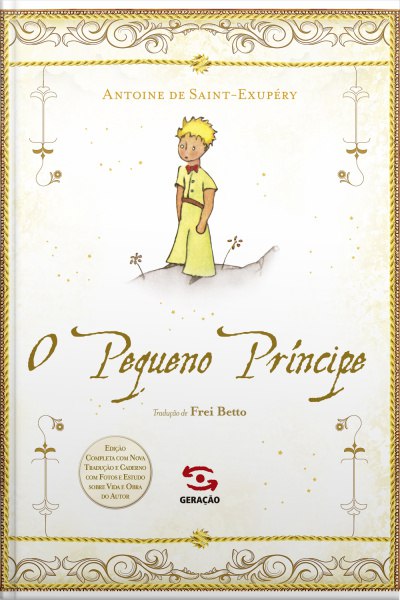 ANTOINE DE SAINT-EXUPÉRY
O Pequeno Príncipe
Tradução de Frei Betto
EDIÇÃO
COMPLETA COM NOVA
TRADUÇÃO E CADERNO
COM FOTOS E ESTUDO
SOBRE VIDA E OBRA
DO AUTOR
GERAÇÃO